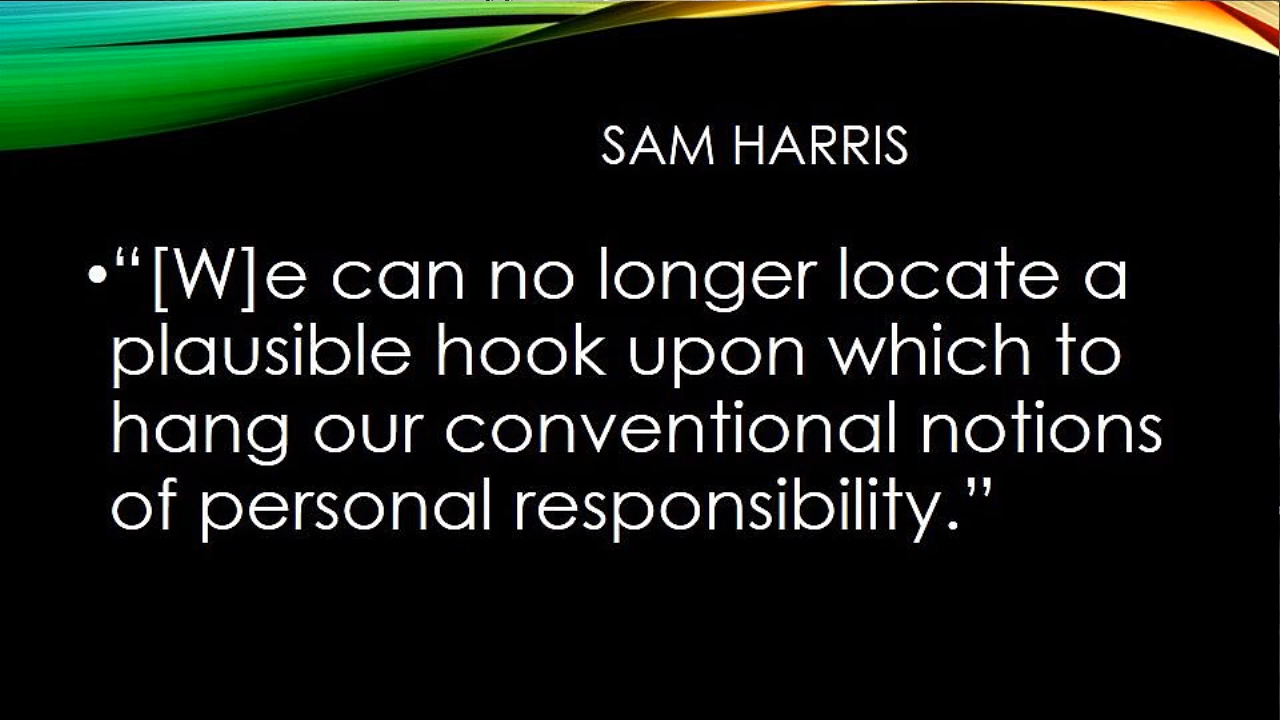 SAM HARRIS
•“[W]e can no longer locate a
plausible hook upon which to
hang our conventional notions
of personal responsibility.”